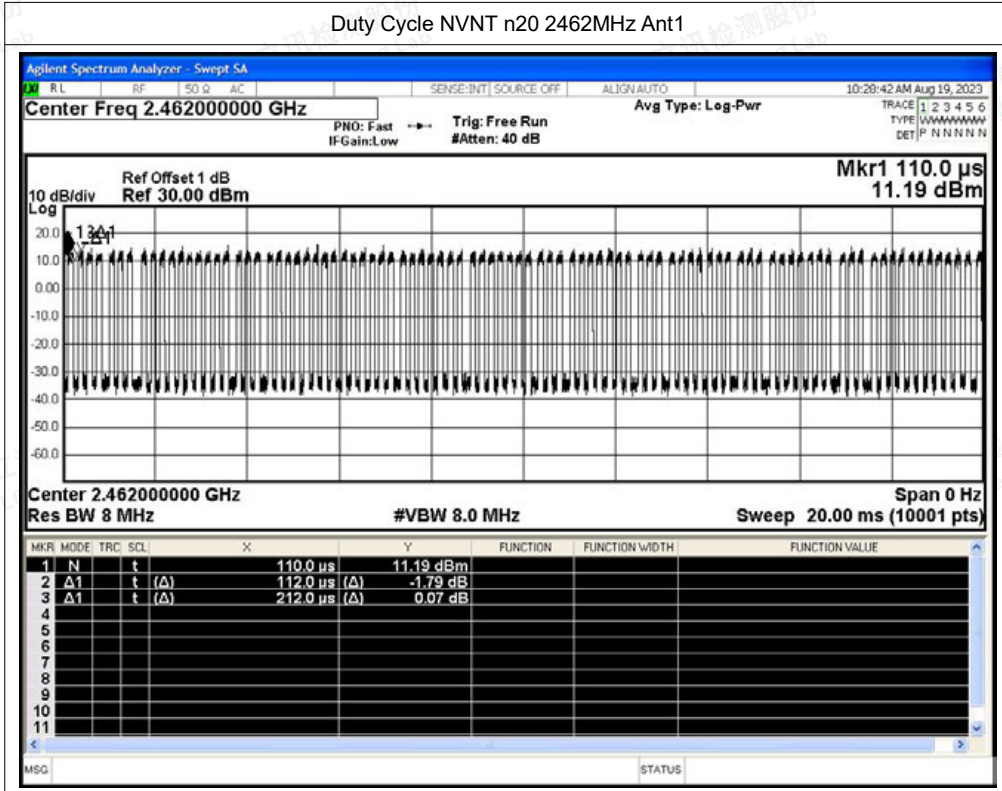 Duty Cycle NVNT n20 2462MHz Ant1
Agilent Spectrum Analyzer - Swept SA
RL RF 50 Ω AC SENSE:INT SOURCE OFF ALIGN AUTO 10:28:42 AM Aug 19, 2023
Center Freq 2.462000000 GHz Avg Type: Log-Pwr TRACE 1 2 3 4 5 6
PNO: Fast Trig: Free Run TYPE WWWWWW
IFGain:Low #Atten: 40 dB DET P N N N N N
Mkr1 110.0 µs
Ref Offset 1 dB
10 dB/div Ref 30.00 dBm 11.19 dBm
Log
20.0
10.0
0.00
-10.0
-20.0
-30.0
-40.0
-50.0
-60.0
Center 2.462000000 GHz Span 0 Hz
Res BW 8 MHz #VBW 8.0 MHz Sweep 20.00 ms (10001 pts)
MKR MODE TRC SCL X Y FUNCTION FUNCTION WIDTH FUNCTION VALUE
1 N t 110.0 µs 11.19 dBm
2 Δ1 t (Δ) 112.0 µs (Δ) -1.79 dB
3 Δ1 t (Δ) 212.0 µs (Δ) 0.07 dB
4
5
6
7
8
9
10
11
MSG STATUS